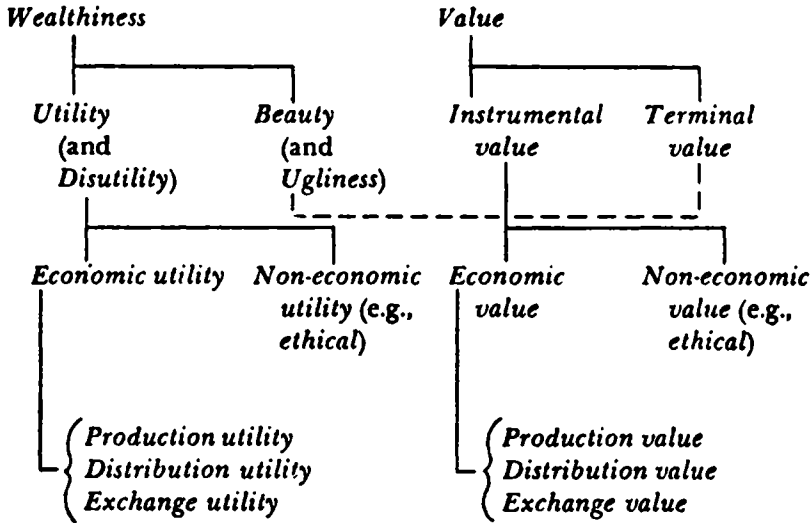 Wealthiness Value
Utility Beauty Instrumental Terminal
(and (and value value
Disutility) Ugliness)
Economic utility Non-economic Economic Non-economic
utility (e.g., value value (e.g.,
ethical) ethical)
Production utility Production value
Distribution utility Distribution value
Exchange utility Exchange value